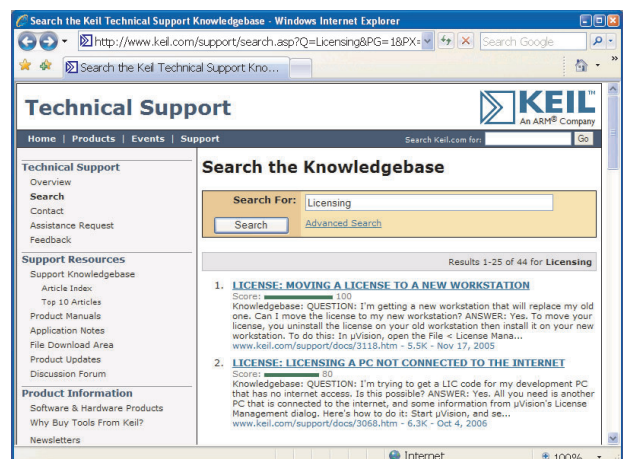 Search the Keil Technical Support Knowledgebase - Windows Internet Explorer
http://www.keil.com/support/search.asp?Q=Licensing&PG=1&PX=
Search Google
Search the Keil Technical Support Kno...
Technical Support
KEIL™
An ARM® Company
Home | Products | Events | Support
Search Keil.com for:
Go
Technical Support
Overview
Search
Contact
Assistance Request
Feedback
Support Resources
Support Knowledgebase
Article Index
Top 10 Articles
Product Manuals
Application Notes
File Download Area
Product Updates
Discussion Forum
Product Information
Software & Hardware Products
Why Buy Tools From Keil?
Newsletters
Search the Knowledgebase
Search For: Licensing
Search
Advanced Search
Results 1-25 of 44 for Licensing
1. LICENSE: MOVING A LICENSE TO A NEW WORKSTATION
Score: 100
Knowledgebase: QUESTION: I'm getting a new workstation that will replace my old
one. Can I move the license to my new workstation? ANSWER: Yes. To move your
license, you uninstall the license on your old workstation then install it on your new
workstation. To do this: In µVision, open the File < License Mana...
www.keil.com/support/docs/3118.htm - 5.5K - Nov 17, 2005
2. LICENSE: LICENSING A PC NOT CONNECTED TO THE INTERNET
Score: 80
Knowledgebase: QUESTION: I'm trying to get a LIC code for my development PC
that has no internet access. Is this possible? ANSWER: Yes. All you need is another
PC that is connected to the internet, and some information from µVision's License
Management dialog. Here's how to do it: Start µVision, and se...
www.keil.com/support/docs/3068.htm - 6.3K - Oct 4, 2006
Internet
100%